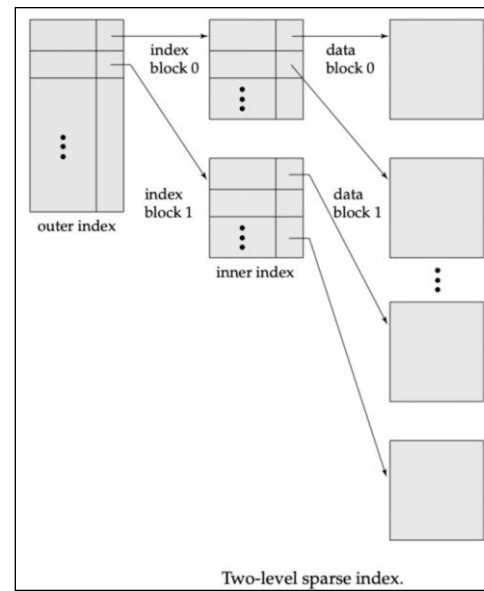 index
block 0
data
block 0
index
block 1
data
block 1
outer index
inner index
Two-level sparse index.